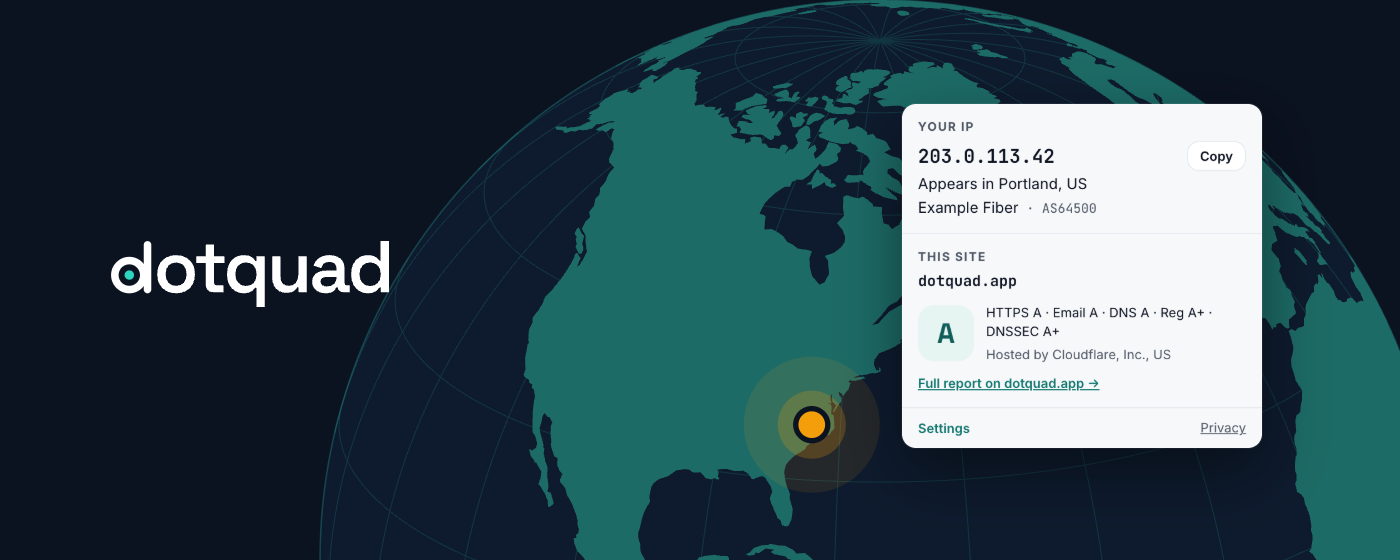 dotquad
YOUR IP
203.0.113.42
Copy
Appears in Portland, US
Example Fiber · AS64500
THIS SITE
dotquad.app
A
HTTPS A · Email A · DNS A · Reg A+ ·
DNSSEC A+
Hosted by Cloudflare, Inc., US
Full report on dotquad.app →
Settings
Privacy